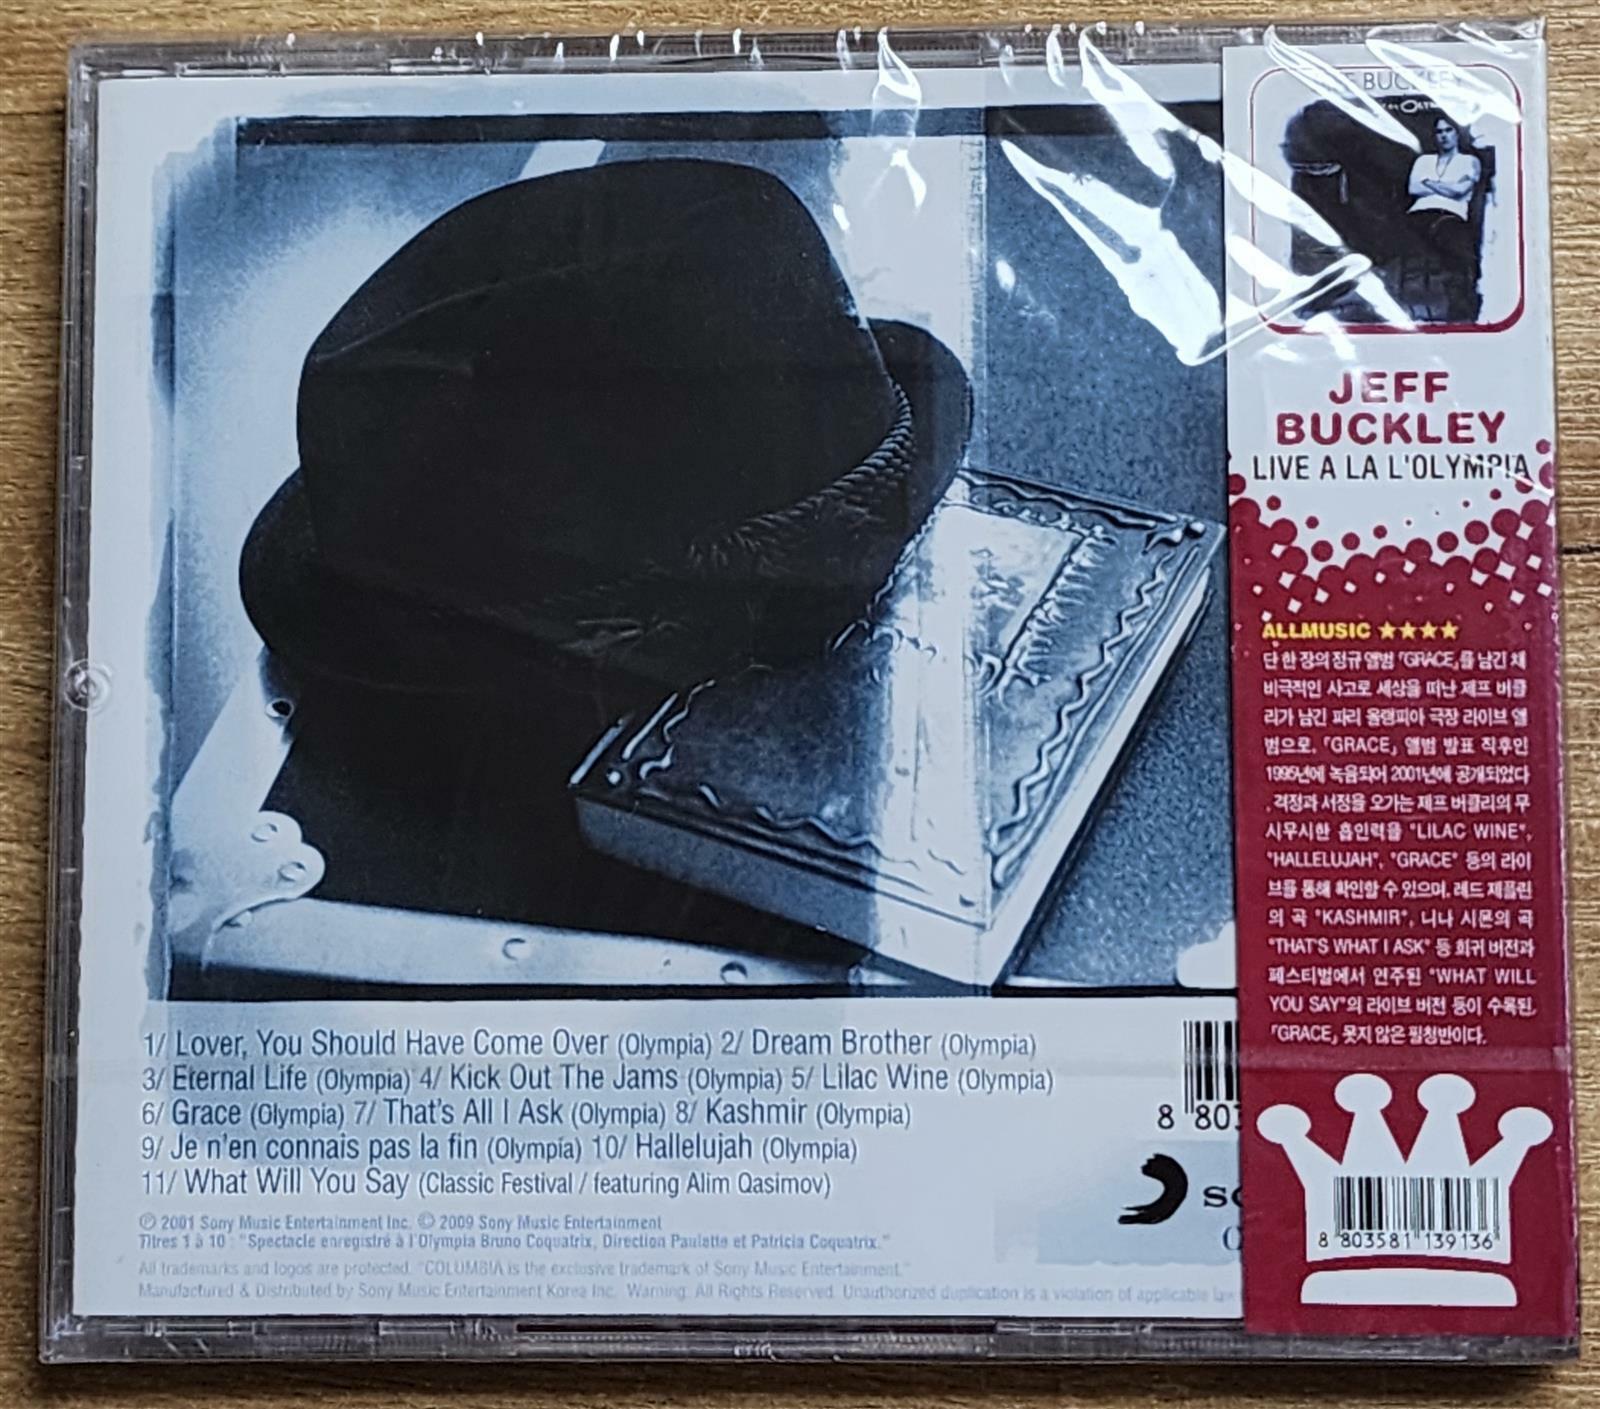 1/ Lover, You Should Have Come Over (Olympia) 2/ Dream Brother (Olympia)
3/ Eternal Life (Olympia) 4/ Kick Out The Jams (Olympia) 5/ Lilac Wine (Olympia)
6/ Grace (Olympia) 7/ That's All I Ask (Olympia) 8/ Kashmir (Olympia)
9/ Je n'en connais pas la fin (Olympia) 10/ Hallelujah (Olympia)
11/ What Will You Say (Classic Festival / featuring Alim Qasimov)
℗ 2001 Sony Music Entertainment Inc. © 2009 Sony Music Entertainment
Titres 1 à 10 : "Spectacle enregistré à l'Olympia Bruno Coquatrix, Direction Paulette et Patricia Coquatrix."
All trademarks and logos are protected. "COLUMBIA is the exclusive trademark of Sony Music Entertainment."
Manufactured & Distributed by Sony Music Entertainment Korea Inc. Warning: All Rights Reserved. Unauthorized duplication is a violation of applicable
8 803
BUCKLEY
JEFF
BUCKLEY
LIVE A LA L'OLYMPIA
ALLMUSIC ★★★★
단 한 장의 정규 앨범 「GRACE」를 남긴 채
비극적인 사고로 세상을 떠난 제프 버클
리가 남긴 파리 올랭피아 극장 라이브 앨
범으로, 「GRACE」 앨범 발표 직후인
1995년에 녹음되어 2001년에 공개되었다
. 격정과 서정을 오가는 제프 버클리의 무
시무시한 흡인력을 "LILAC WINE",
"HALLELUJAH", "GRACE" 등의 라이
브를 통해 확인할 수 있으며, 레드 제플린
의 곡 "KASHMIR", 니나 시몬의 곡
"THAT'S WHAT I ASK" 등 희귀 버전과
페스티벌에서 연주된 "WHAT WILL
YOU SAY"의 라이브 버전 등이 수록된,
「GRACE」 못지 않은 필청반이다.
8 803581 139136